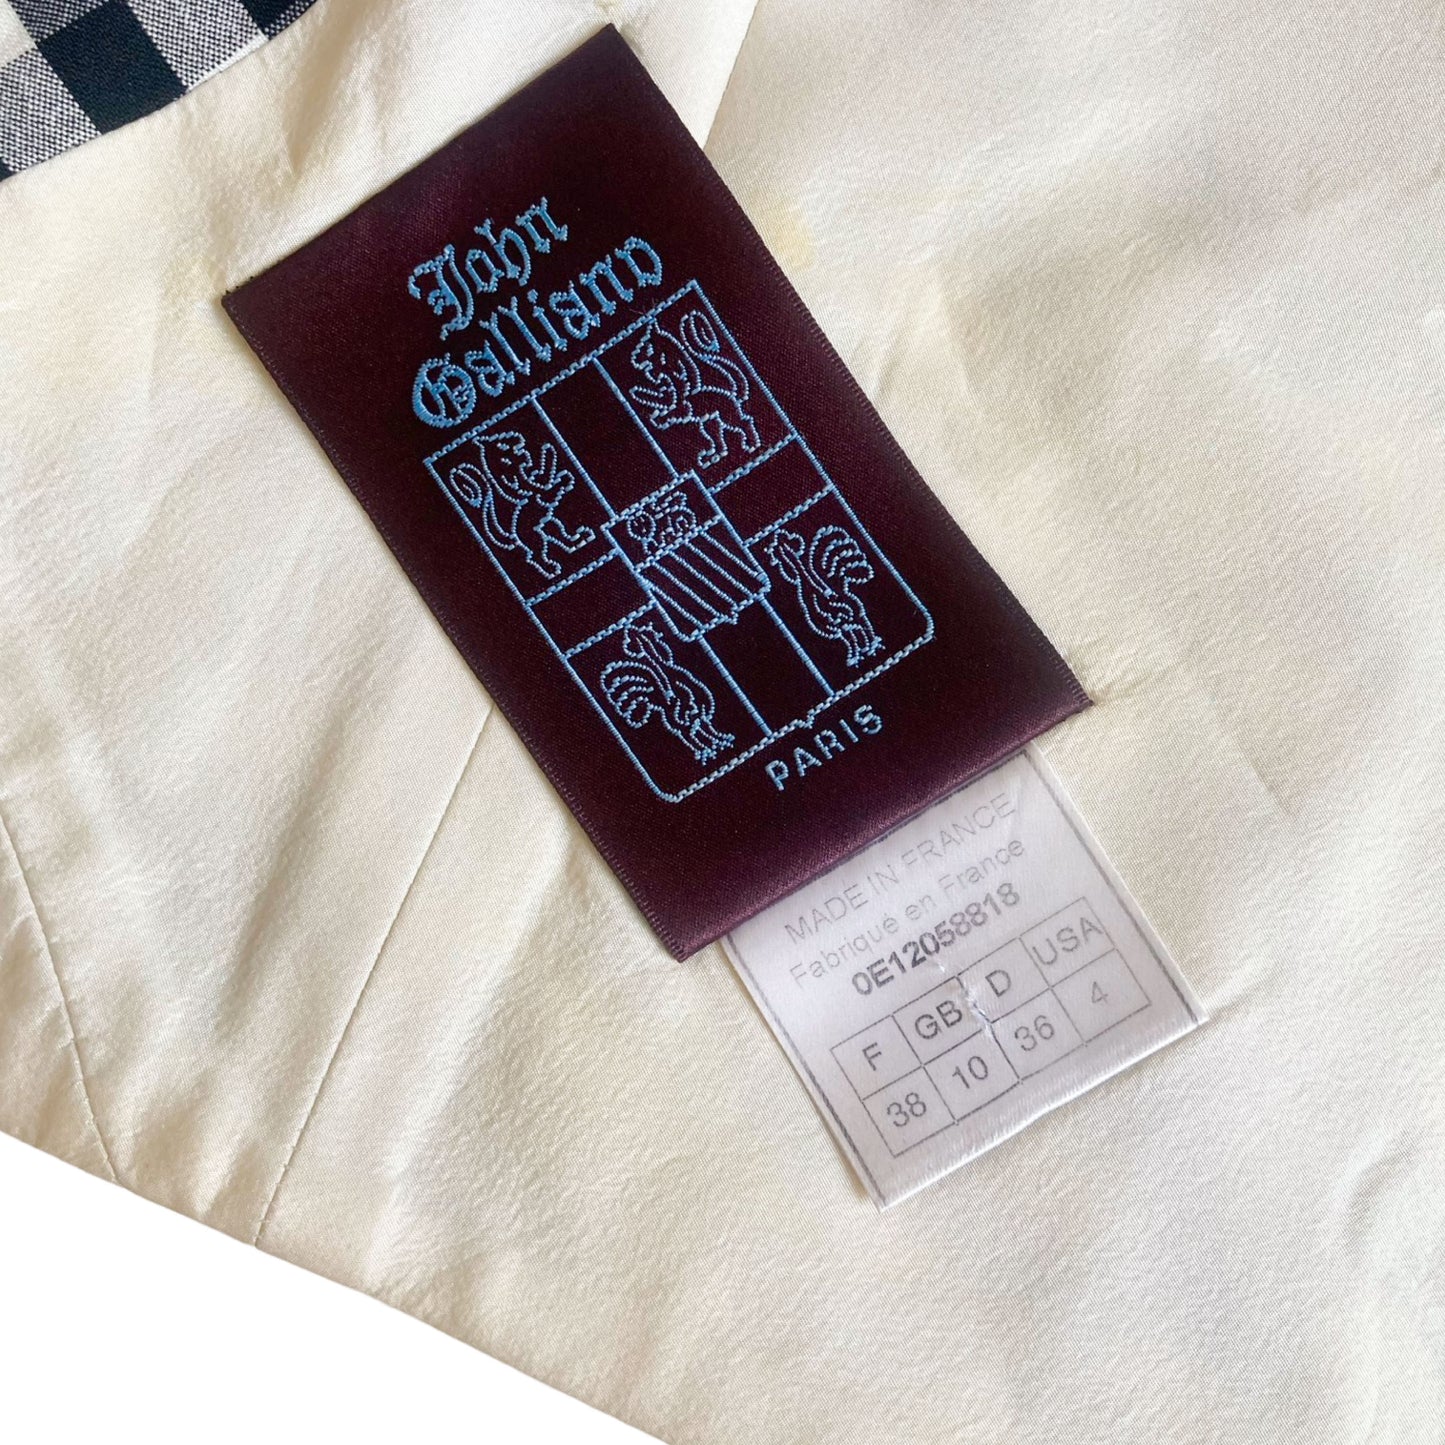 John
Galliano
PARIS
MADE IN FRANCE
Fabriqué en France
0E12058818
F GB D USA
38 10 36 4